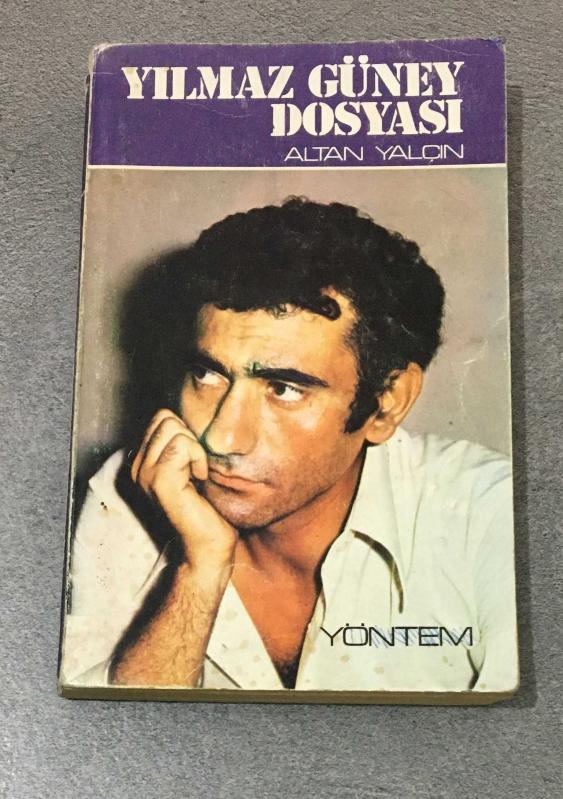 YILMAZ GÜNEY
DOSYASI
ALTAN YALÇIN
YÖNTEM